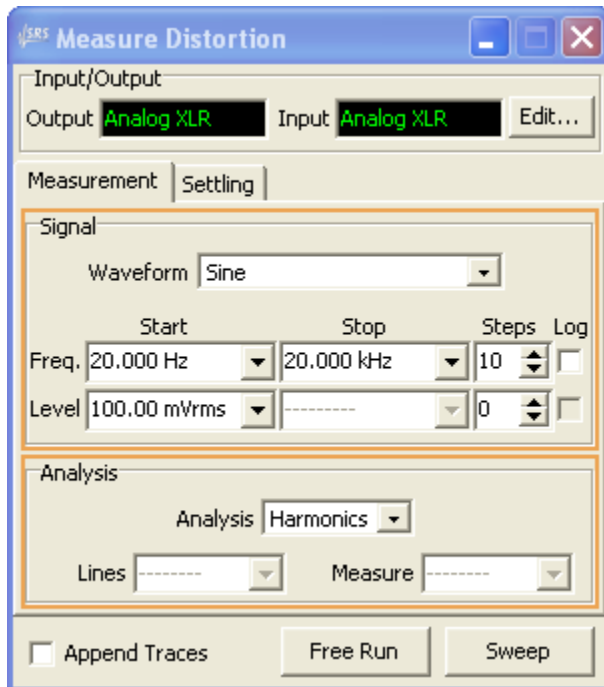 SRS Measure Distortion
Input/Output
Output Analog XLR Input Analog XLR Edit...
Measurement Settling
Signal
Waveform Sine
Start Stop Steps Log
Freq. 20.000 Hz 20.000 kHz 10
Level 100.00 mVrms --------- 0
Analysis
Analysis Harmonics
Lines -------- Measure --------
Append Traces Free Run Sweep